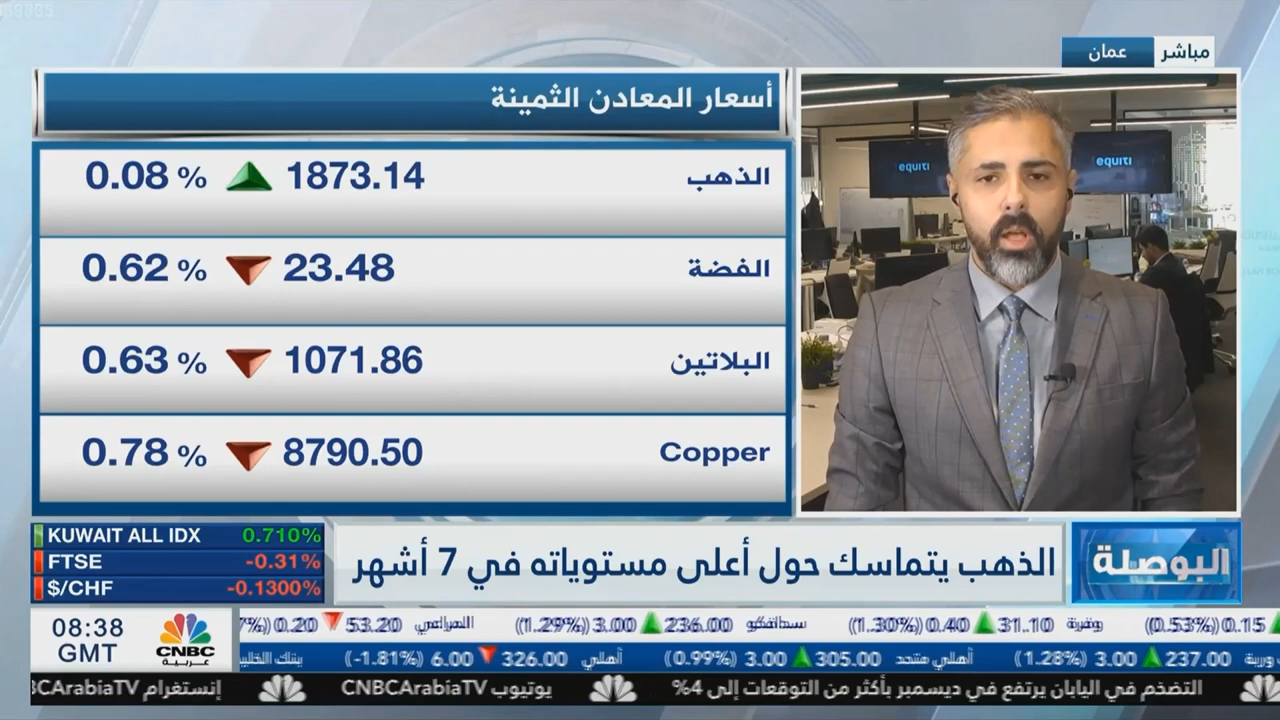 مباشر عمان
أسعار المعادن الثمينة
الذهب 1873.14 0.08 %
الفضة 23.48 0.62 %
البلاتين 1071.86 0.63 %
Copper 8790.50 0.78 %
equiti
equiti
البوصلة
الذهب يتماسك حول أعلى مستوياته في 7 أشهر
KUWAIT ALL IDX 0.710%
FTSE -0.31%
$/CHF -0.1300%
08:38
GMT
CNBC
عربية
0.15 (0.53%) وفرة 31.10 0.40 (1.30%) 236.00 3.00 (1.29%) المراعي 53.20 0.20
237.00 3.00 (1.28%) أهلي متحد 305.00 3.00 (0.99%) أهلي 326.00 6.00 (-1.81%)
التضخم في اليابان يرتفع في ديسمبر بأكثر من التوقعات إلى 4% يوتيوب CNBCArabiaTV إنستغرام BCArabiaTV